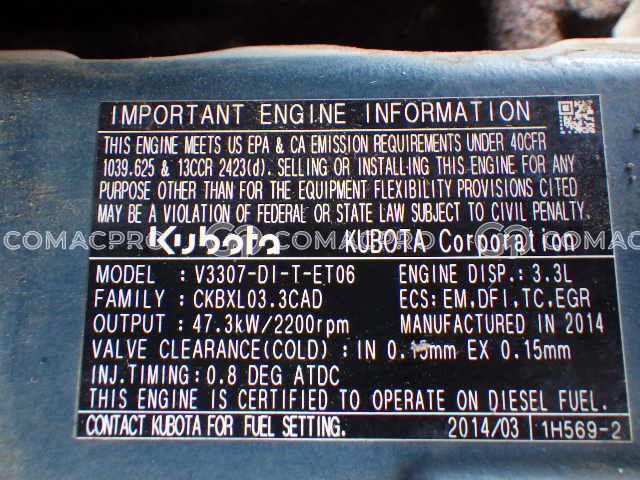 IMPORTANT ENGINE INFORMATION
THIS ENGINE MEETS US EPA & CA EMISSION REQUIREMENTS UNDER 40CFR
1039.625 & 13CCR 2423(d). SELLING OR INSTALLING THIS ENGINE FOR ANY
PURPOSE OTHER THAN FOR THE EQUIPMENT FLEXIBILITY PROVISIONS CITED
MAY BE A VIOLATION OF FEDERAL OR STATE LAW SUBJECT TO CIVIL PENALTY.
COMACPRO COMACPRO COMACPRO
Kubota KUBOTA Corporation
MODEL : V3307-DI-T-ET06 ENGINE DISP.: 3.3L
FAMILY : CKBXL03.3CAD ECS: EM,DFI,TC,EGR
OUTPUT : 47.3kW/2200rpm MANUFACTURED IN 2014
VALVE CLEARANCE(COLD) : IN 0.15mm EX 0.15mm
INJ.TIMING: 0.8 DEG ATDC
THIS ENGINE IS CERTIFIED TO OPERATE ON DIESEL FUEL.
CONTACT KUBOTA FOR FUEL SETTING. 2014/03 1H569-2